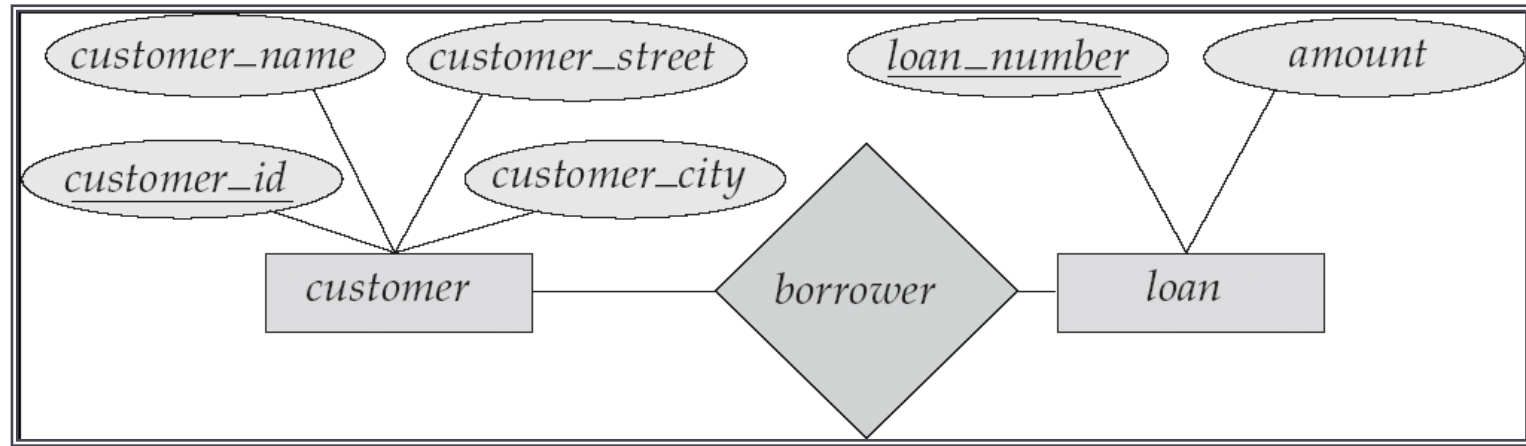 customer_name
customer_street
loan_number
amount
customer_id
customer_city
customer
borrower
loan